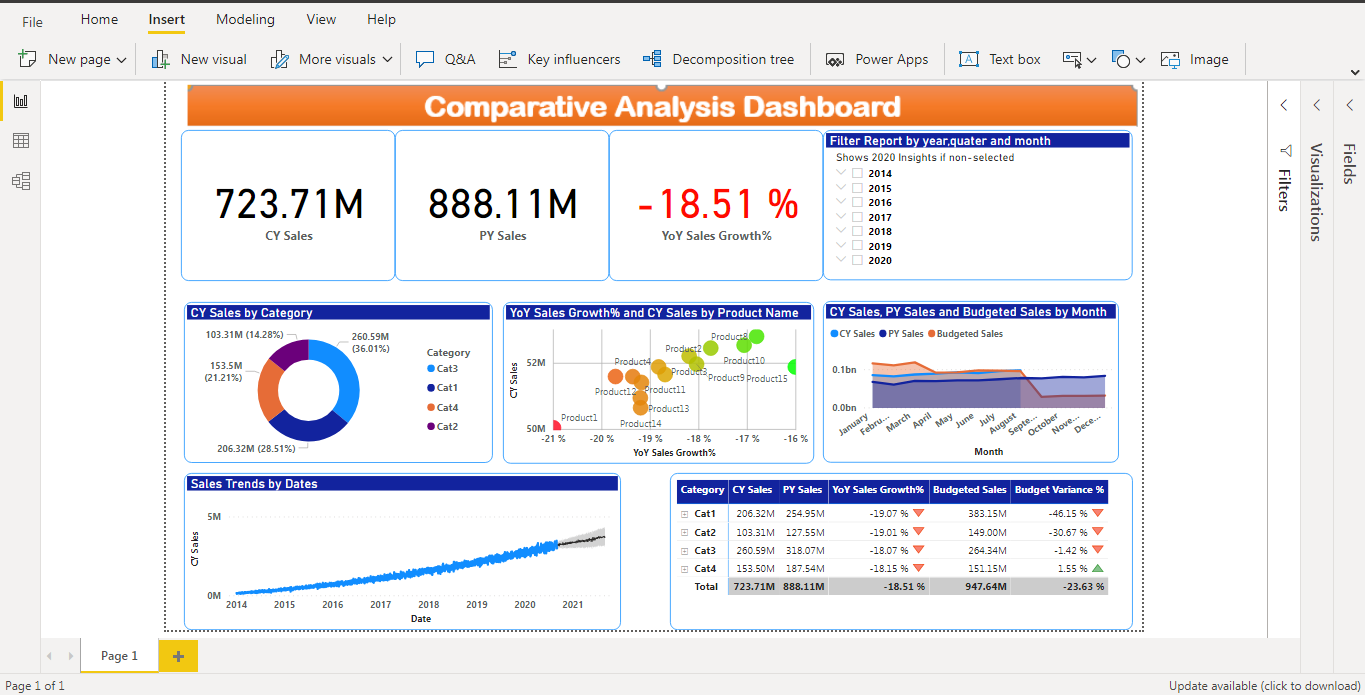 File Home Insert Modeling View Help
New page New visual More visuals Q&A Key influencers Decomposition tree Power Apps Text box Image
Comparative Analysis Dashboard
723.71M
CY Sales
888.11M
PY Sales
-18.51 %
YoY Sales Growth%
Filter Report by year,quater and month
Shows 2020 Insights if non-selected
2014
2015
2016
2017
2018
2019
2020
Filters
Visualizations
Fields
CY Sales by Category
103.31M (14.28%)
260.59M
(36.01%)
153.5M
(21.21%)
206.32M (28.51%)
Category
Cat3
Cat1
Cat4
Cat2
YoY Sales Growth% and CY Sales by Product Name
CY Sales
52M
50M
Product8
Product2
Product10
Product4
Product3
Product9
Product15
Product12
Product11
Product13
Product1
Product14
-21 % -20 % -19 % -18 % -17 % -16 %
YoY Sales Growth%
CY Sales, PY Sales and Budgeted Sales by Month
CY Sales PY Sales Budgeted Sales
0.1bn
0.0bn
January Febru... March April May June July August Septe... October Nove... Dece...
Month
Sales Trends by Dates
CY Sales
5M
0M
2014 2015 2016 2017 2018 2019 2020 2021
Date
Category CY Sales PY Sales YoY Sales Growth% Budgeted Sales Budget Variance %
Cat1 206.32M 254.95M -19.07 % 383.15M -46.15 %
Cat2 103.31M 127.55M -19.01 % 149.00M -30.67 %
Cat3 260.59M 318.07M -18.07 % 264.34M -1.42 %
Cat4 153.50M 187.54M -18.15 % 151.15M 1.55 %
Total 723.71M 888.11M -18.51 % 947.64M -23.63 %
Page 1
Page 1 of 1
Update available (click to download)